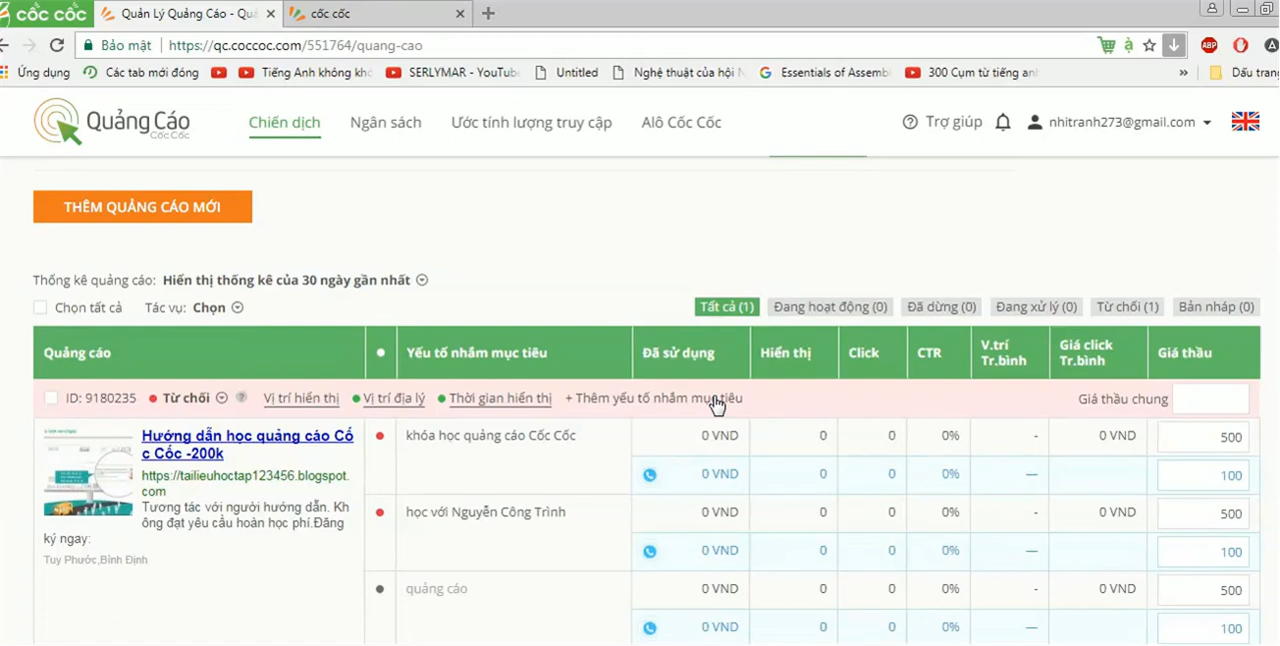 CỐC CỐC
Quản Lý Quảng Cáo - Quả
cốc cốc
Bảo mật
https://qc.coccoc.com/551764/quang-cao
ABP
Ứng dụng
Các tab mới đóng
Tiếng Anh không khó
SERLYMAR - YouTube
Untitled
Nghệ thuật của hội
Essentials of Assemb
300 Cụm từ tiếng anh
Dấu trang
Quảng Cáo
Cốc Cốc
Chiến dịch
Ngân sách
Ước tính lượng truy cập
Alô Cốc Cốc
Trợ giúp
nhitranh273@gmail.com
THÊM QUẢNG CÁO MỚI
Thống kê quảng cáo: Hiển thị thống kê của 30 ngày gần nhất
Chọn tất cả Tác vụ: Chọn
Tất cả (1) Đang hoạt động (0) Đã dừng (0) Đang xử lý (0) Từ chối (1) Bản nháp (0)
Quảng cáo Yếu tố nhắm mục tiêu Đã sử dụng Hiển thị Click CTR V.trí Tr.bình Giá click Tr.bình Giá thầu
ID: 9180235 Từ chối ? Vị trí hiển thị Vị trí địa lý Thời gian hiển thị + Thêm yếu tố nhắm mục tiêu Giá thầu chung
Hướng dẫn học quảng cáo Cố
c Cốc -200k
https://tailieuhoctap123456.blogspot.
com
Tương tác với người hướng dẫn. Kh
ông đạt yêu cầu hoàn học phí.Đăng
ký ngay:
Tuy Phước,Bình Định
khóa học quảng cáo Cốc Cốc 0 VND 0 0 0% - 0 VND 500
0 VND 0 0 0% — 100
học với Nguyễn Công Trình 0 VND 0 0 0% - 0 VND 500
0 VND 0 0 0% — 100
quảng cáo 0 VND 0 0 0% - 0 VND 500
0 VND 0 0 0% — 100